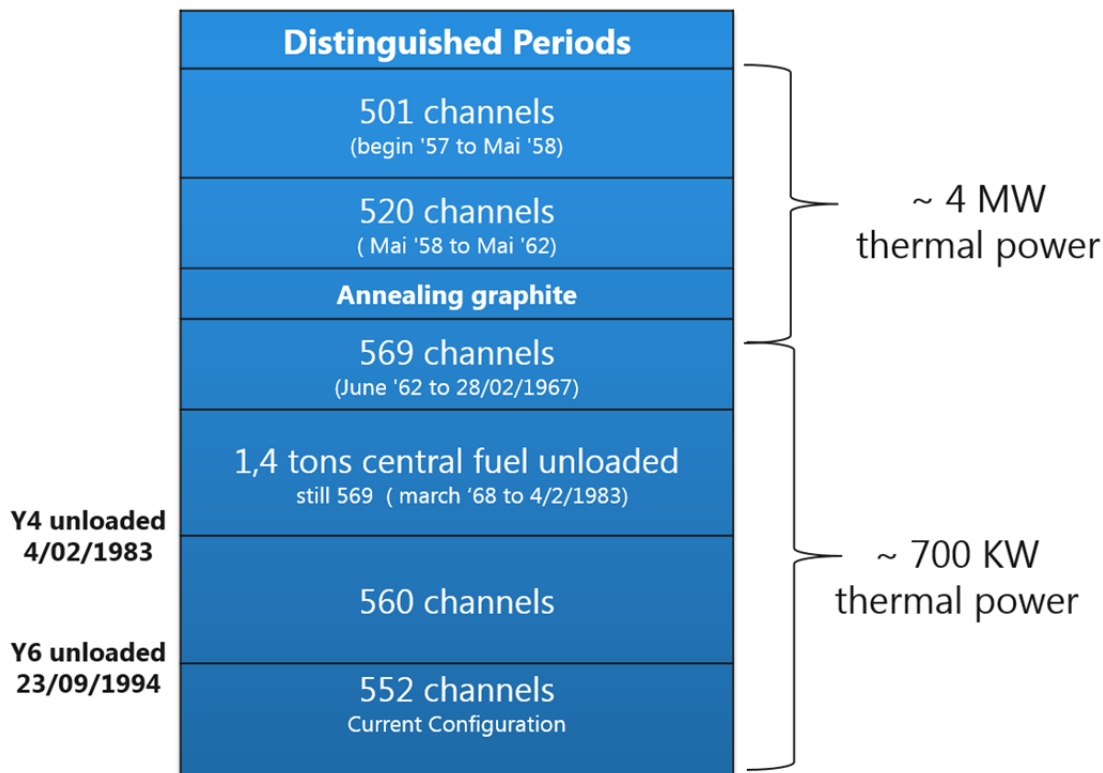 Distinguished Periods
501 channels
(begin '57 to Mai '58)
520 channels
( Mai '58 to Mai '62)
Annealing graphite
~ 4 MW
thermal power
569 channels
(June '62 to 28/02/1967)
1,4 tons central fuel unloaded
still 569 ( march ‘68 to 4/2/1983)
Y4 unloaded
4/02/1983
560 channels
~ 700 KW
thermal power
Y6 unloaded
23/09/1994
552 channels
Current Configuration